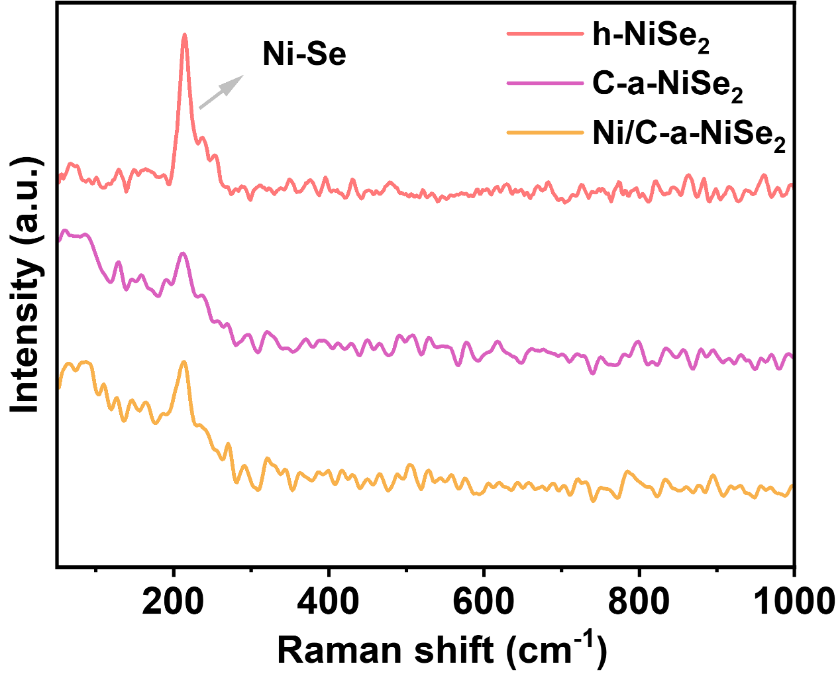 Ni-Se
h-NiSe₂
C-a-NiSe₂
Ni/C-a-NiSe₂
Intensity (a.u.)
200 400 600 800 1000
Raman shift (cm⁻¹)